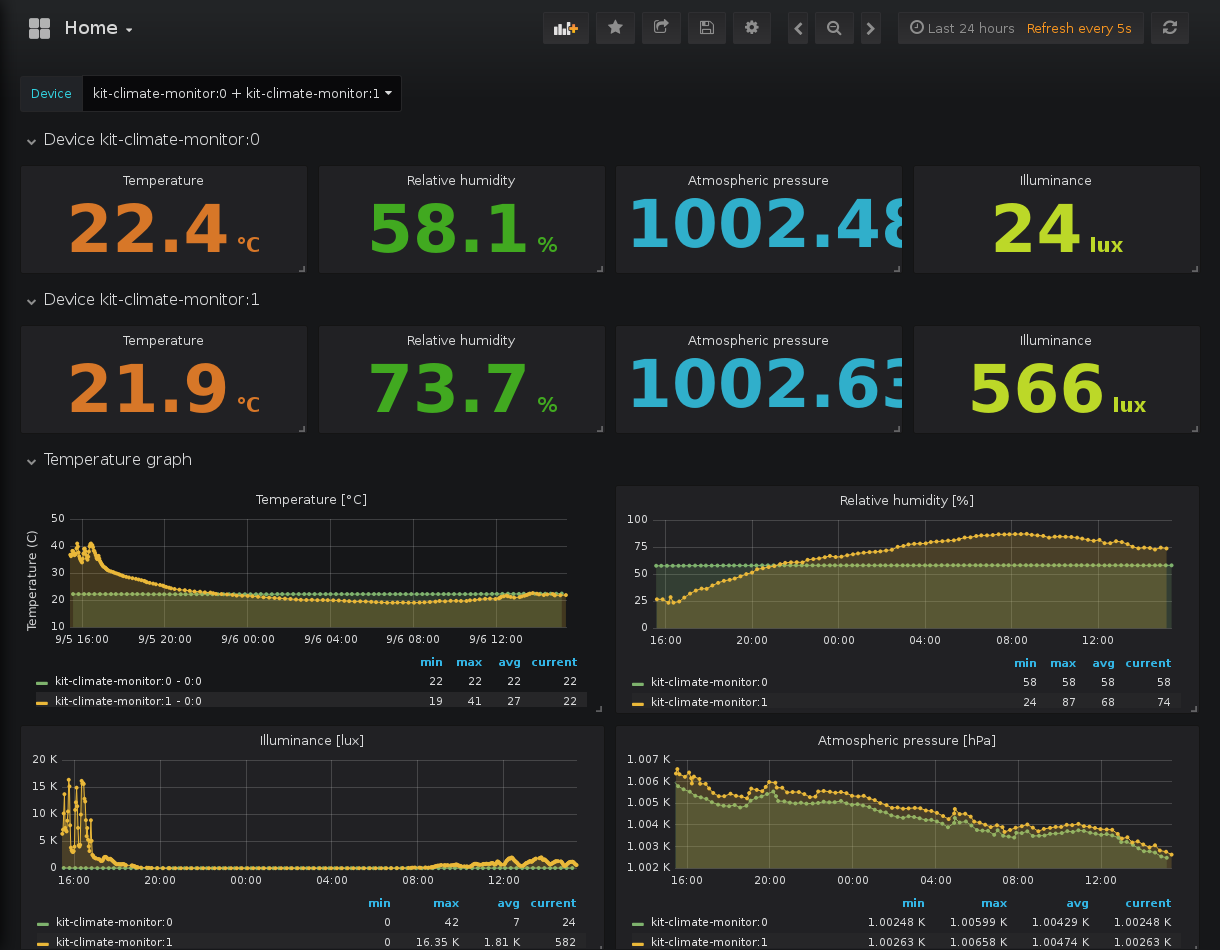 Home
Last 24 hours Refresh every 5s
Device kit-climate-monitor:0 + kit-climate-monitor:1
Device kit-climate-monitor:0
Temperature Relative humidity Atmospheric pressure Illuminance
22.4 °C 58.1 % 1002.48 24 lux
Device kit-climate-monitor:1
Temperature Relative humidity Atmospheric pressure Illuminance
21.9 °C 73.7 % 1002.63 566 lux
Temperature graph
Temperature [°C]
Temperature (C)
50
40
30
20
10
9/5 16:00 9/5 20:00 9/6 00:00 9/6 04:00 9/6 08:00 9/6 12:00
min max avg current
kit-climate-monitor:0 - 0:0 22 22 22 22
kit-climate-monitor:1 - 0:0 19 41 27 22
Relative humidity [%]
100
75
50
25
0
16:00 20:00 00:00 04:00 08:00 12:00
min max avg current
kit-climate-monitor:0 58 58 58 58
kit-climate-monitor:1 24 87 68 74
Illuminance [lux]
20 K
15 K
10 K
5 K
0
16:00 20:00 00:00 04:00 08:00 12:00
min max avg current
kit-climate-monitor:0 0 42 7 24
kit-climate-monitor:1 0 16.35 K 1.81 K 582
Atmospheric pressure [hPa]
1.007 K
1.006 K
1.005 K
1.004 K
1.003 K
1.002 K
16:00 20:00 00:00 04:00 08:00 12:00
min max avg current
kit-climate-monitor:0 1.00248 K 1.00599 K 1.00429 K 1.00248 K
kit-climate-monitor:1 1.00263 K 1.00658 K 1.00474 K 1.00263 K